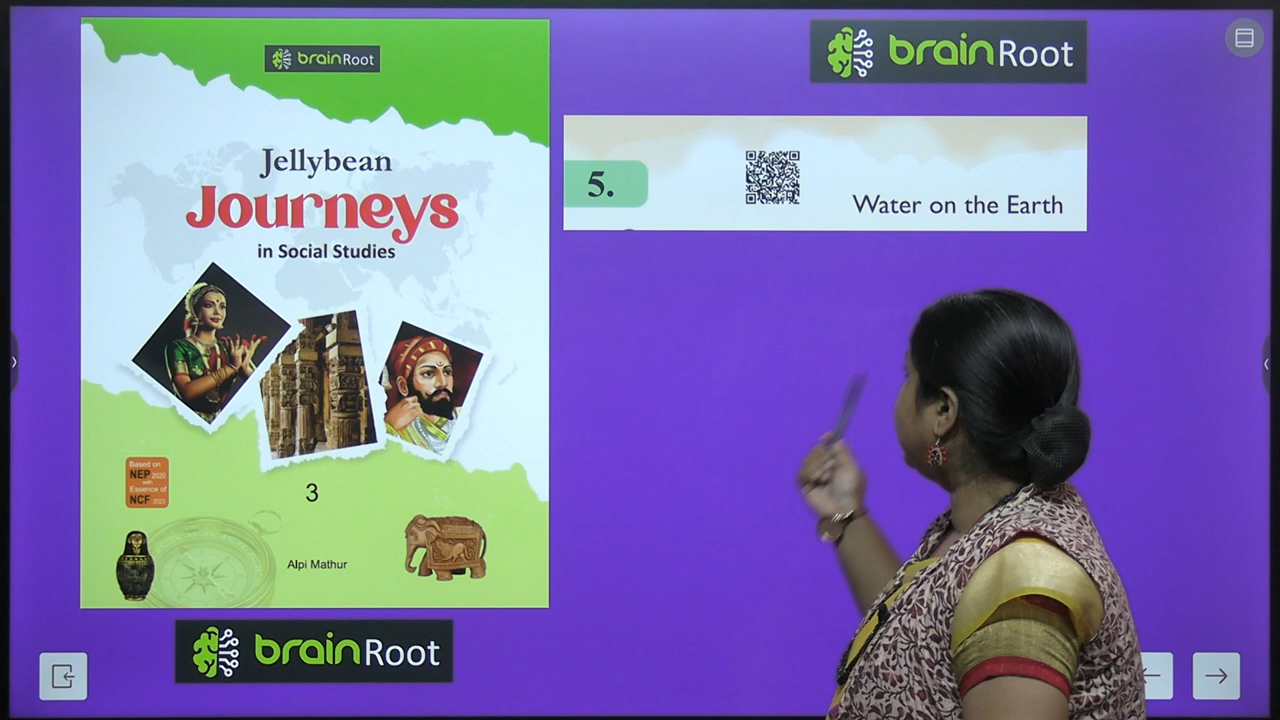 brainRoot
Jellybean
Journeys
in Social Studies
Based on
NEP 2020
with
Essence of
NCF 2023
3
Alpi Mathur
brainRoot
brainRoot
5.
Water on the Earth